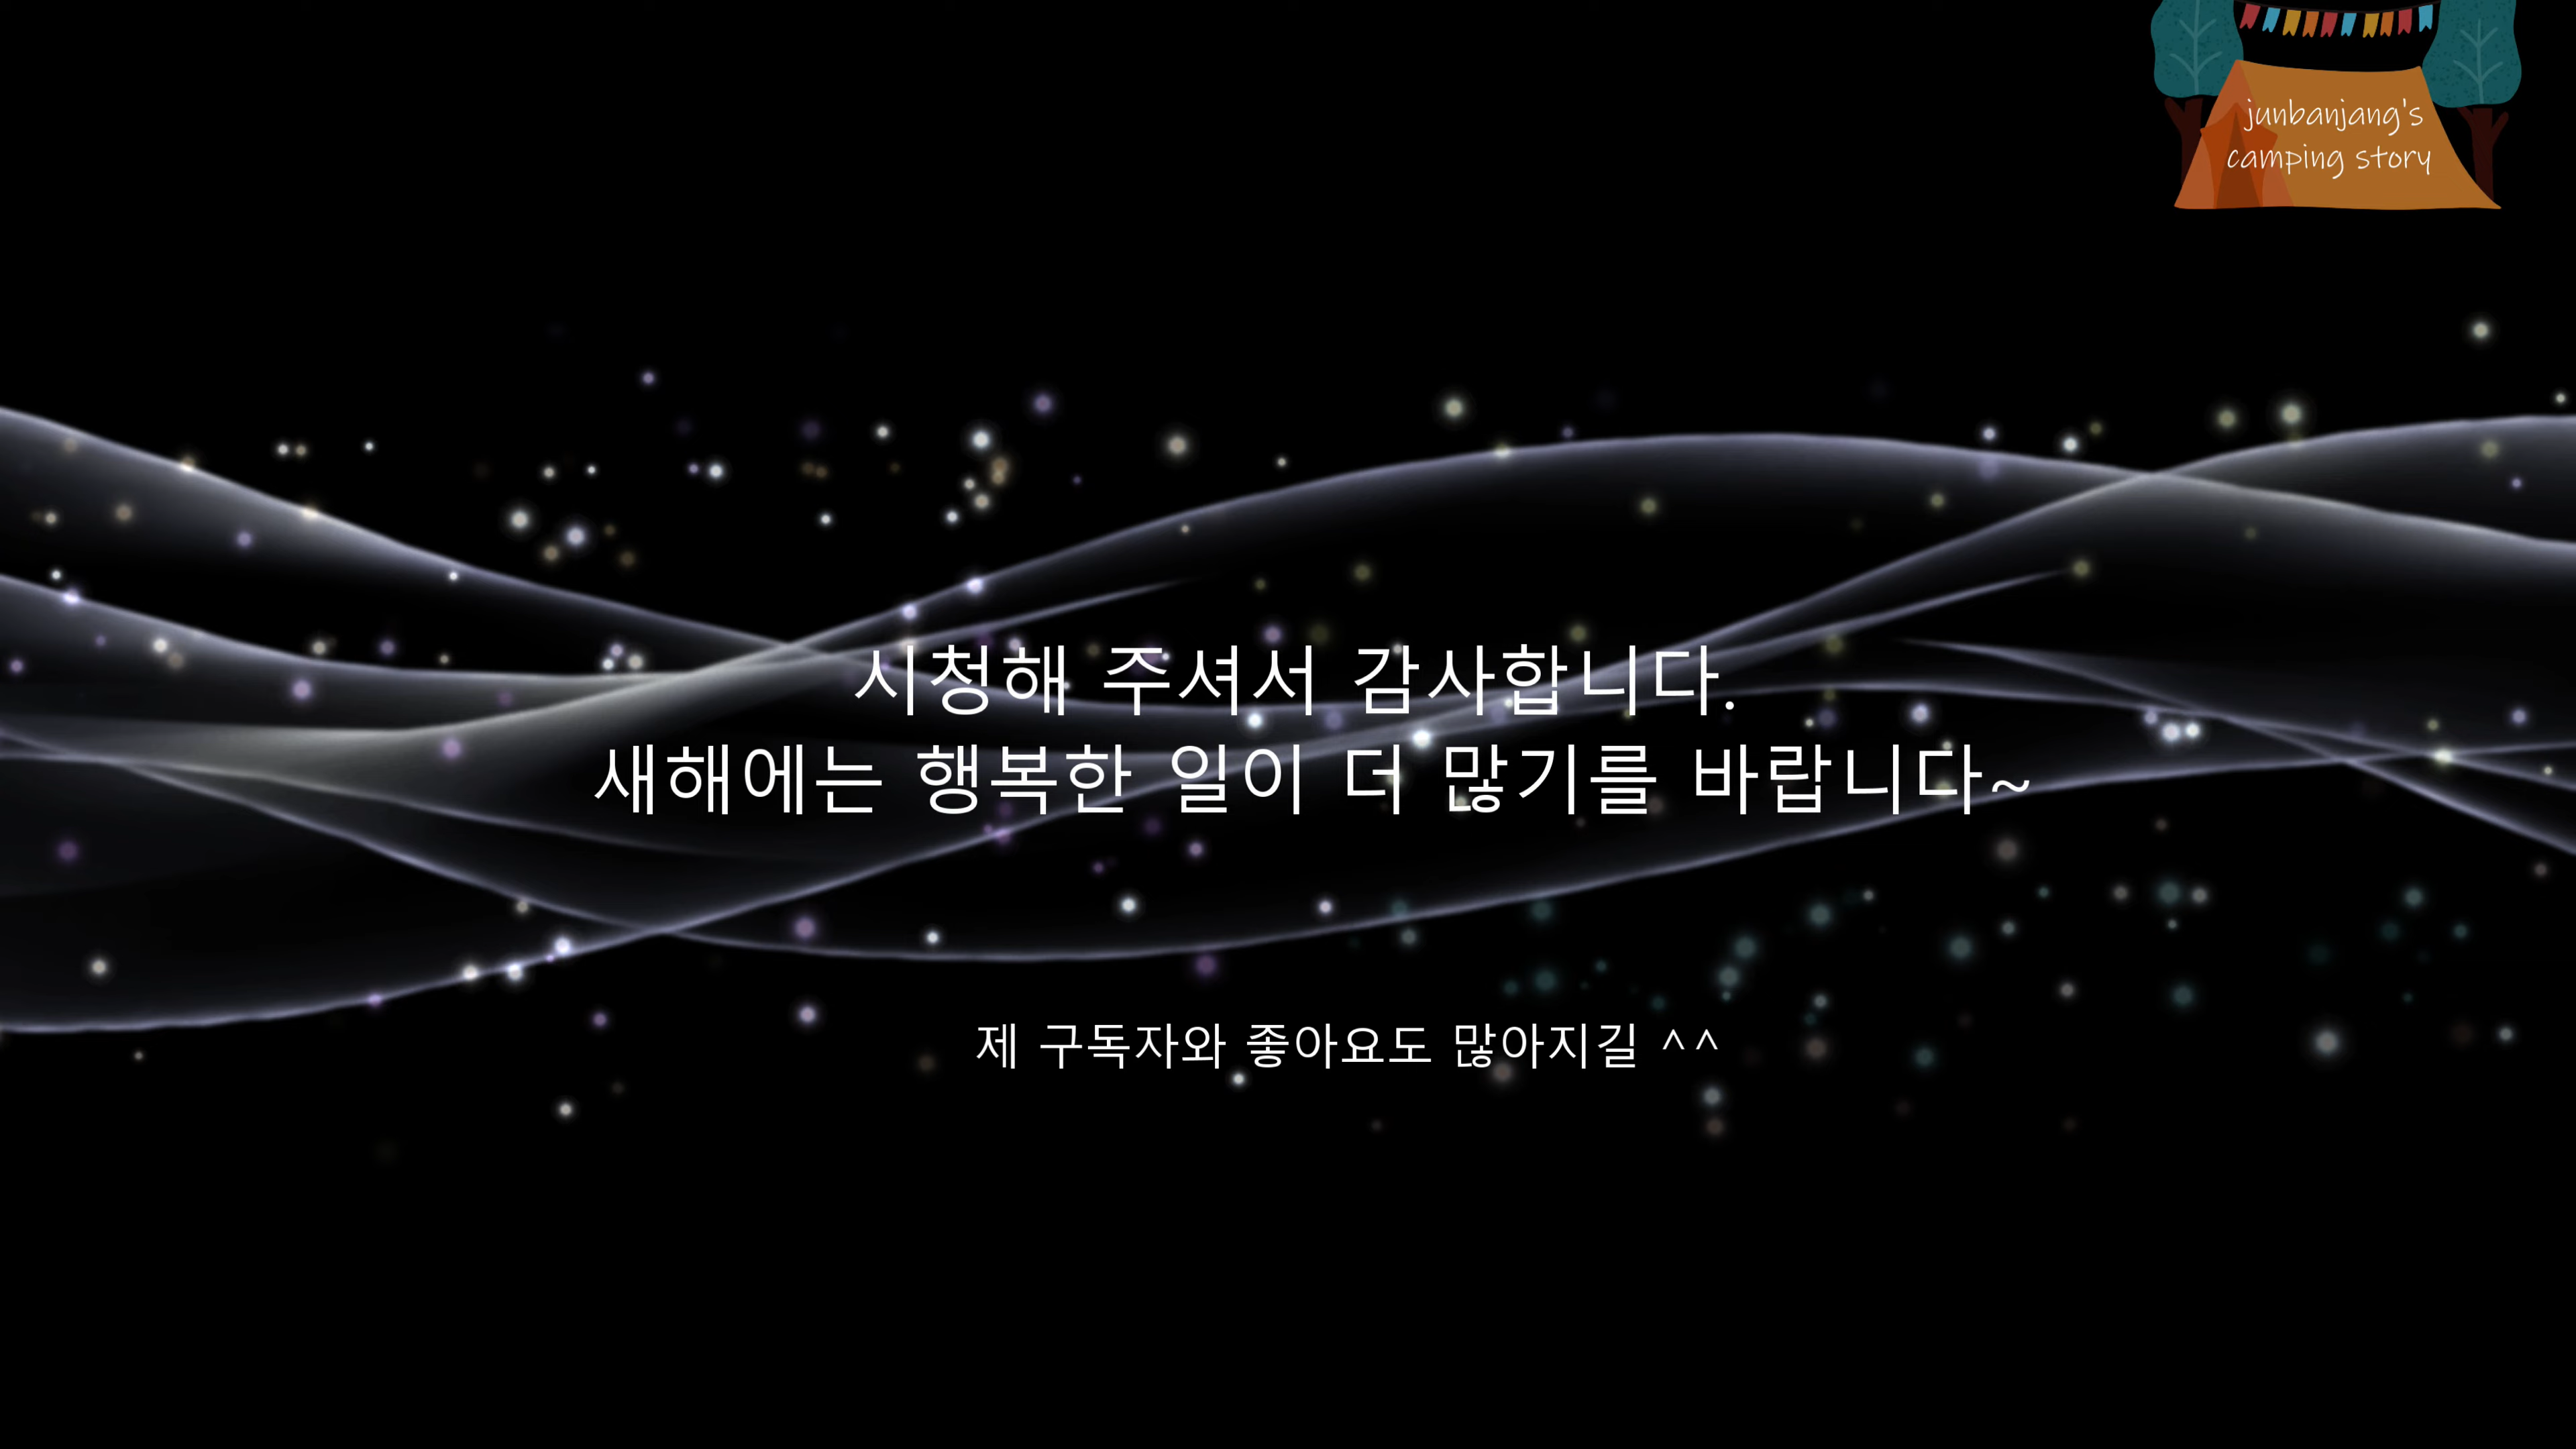 junbanjang's
camping story
시청해 주셔서 감사합니다.
새해에는 행복한 일이 더 많기를 바랍니다~
제 구독자와 좋아요도 많아지길 ^^